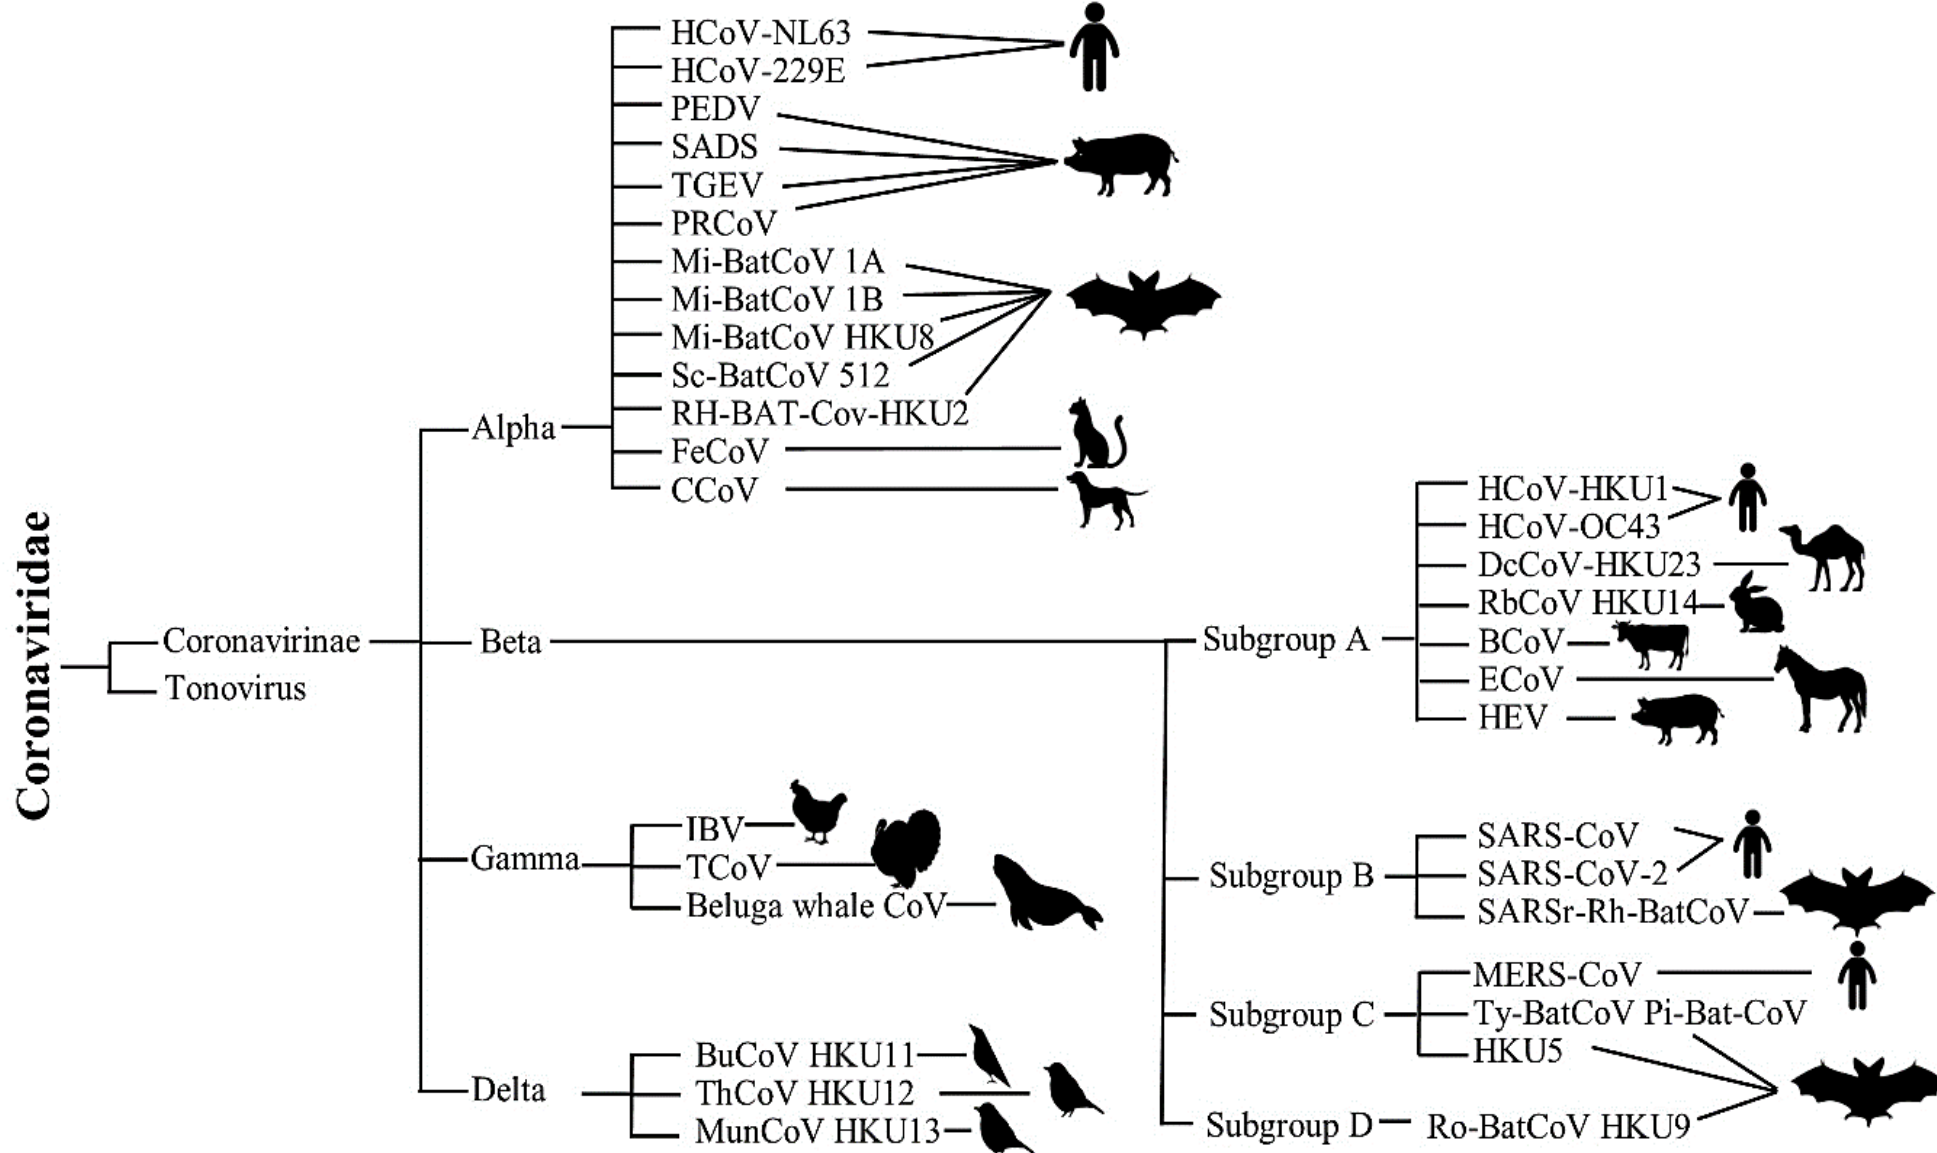 Coronaviridae
Coronavirinae
Tonovirus
Alpha
HCoV-NL63
HCoV-229E
PEDV
SADS
TGEV
PRCoV
Mi-BatCoV 1A
Mi-BatCoV 1B
Mi-BatCoV HKU8
Sc-BatCoV 512
RH-BAT-Cov-HKU2
FeCoV
CCoV
Beta
Subgroup A
HCoV-HKU1
HCoV-OC43
DcCoV-HKU23
RbCoV HKU14
BCoV
ECoV
HEV
Subgroup B
SARS-CoV
SARS-CoV-2
SARSr-Rh-BatCoV
Subgroup C
MERS-CoV
Ty-BatCoV Pi-Bat-CoV
HKU5
Subgroup D
Ro-BatCoV HKU9
Gamma
IBV
TCoV
Beluga whale CoV
Delta
BuCoV HKU11
ThCoV HKU12
MunCoV HKU13